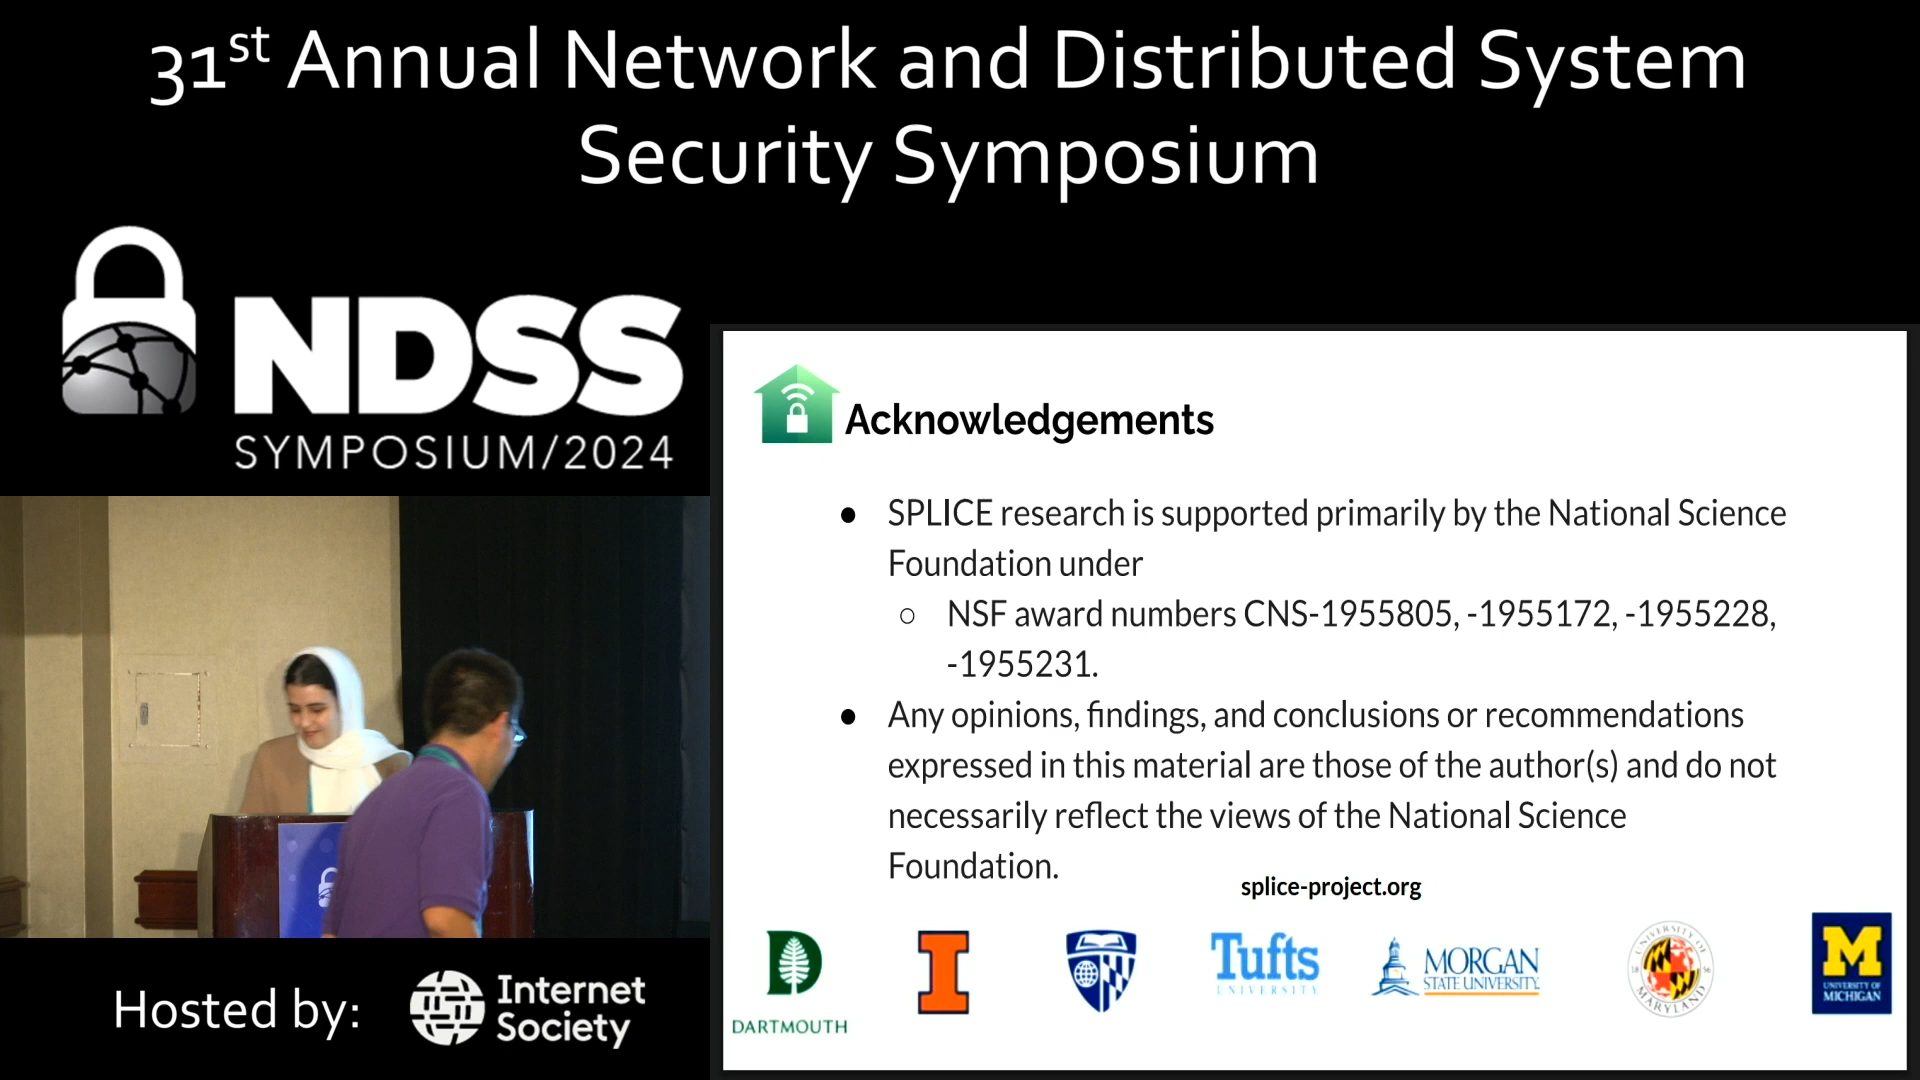 31st Annual Network and Distributed System
Security Symposium
NDSS
SYMPOSIUM/2024
Acknowledgements
● SPLICE research is supported primarily by the National Science
Foundation under
○ NSF award numbers CNS-1955805, -1955172, -1955228,
-1955231.
● Any opinions, findings, and conclusions or recommendations
expressed in this material are those of the author(s) and do not
necessarily reflect the views of the National Science
Foundation.
splice-project.org
DARTMOUTH
I
Tufts
UNIVERSITY
MORGAN
STATE UNIVERSITY
UNIVERSITY OF
18 56
MARYLAND
M
UNIVERSITY OF
MICHIGAN
Hosted by:
Internet
Society